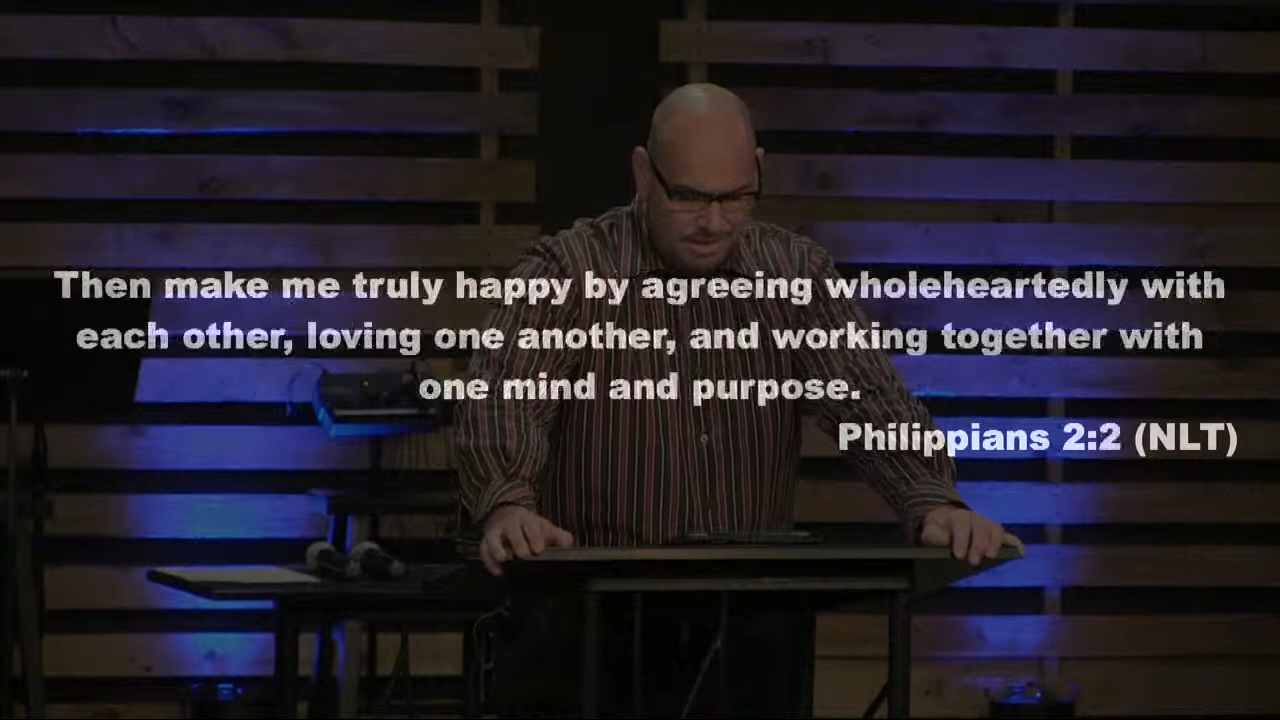 Then make me truly happy by agreeing wholeheartedly with
each other, loving one another, and working together with
one mind and purpose.
Philippians 2:2 (NLT)